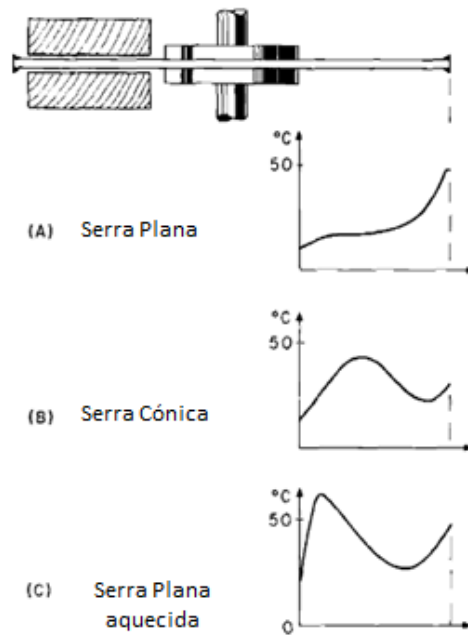 °C
50
(A) Serra Plana
°C
50
(B) Serra Cónica
°C
50
(C) Serra Plana
aquecida
0